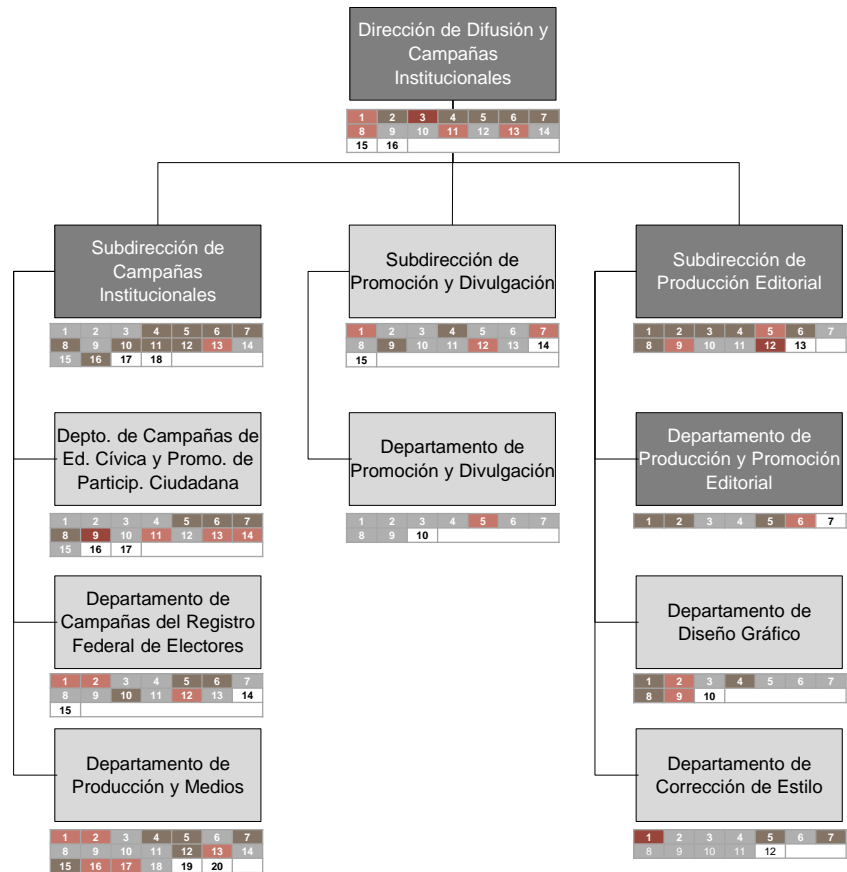 Dirección de Difusión y
Campañas
Institucionales
1 2 3 4 5 6 7
8 9 10 11 12 13 14
15 16
Subdirección de
Campañas
Institucionales
1 2 3 4 5 6 7
8 9 10 11 12 13 14
15 16 17 18
Depto. de Campañas de
Ed. Cívica y Promo. de
Particip. Ciudadana
1 2 3 4 5 6 7
8 9 10 11 12 13 14
15 16 17
Departamento de
Campañas del Registro
Federal de Electores
1 2 3 4 5 6 7
8 9 10 11 12 13 14
15
Departamento de
Producción y Medios
1 2 3 4 5 6 7
8 9 10 11 12 13 14
15 16 17 18 19 20
Subdirección de
Promoción y Divulgación
1 2 3 4 5 6 7
8 9 10 11 12 13 14
15
Departamento de
Promoción y Divulgación
1 2 3 4 5 6 7
8 9 10
Subdirección de
Producción Editorial
1 2 3 4 5 6 7
8 9 10 11 12 13
Departamento de
Producción y Promoción
Editorial
1 2 3 4 5 6 7
Departamento de
Diseño Gráfico
1 2 3 4 5 6 7
8 9 10
Departamento de
Corrección de Estilo
1 2 3 4 5 6 7
8 9 10 11 12